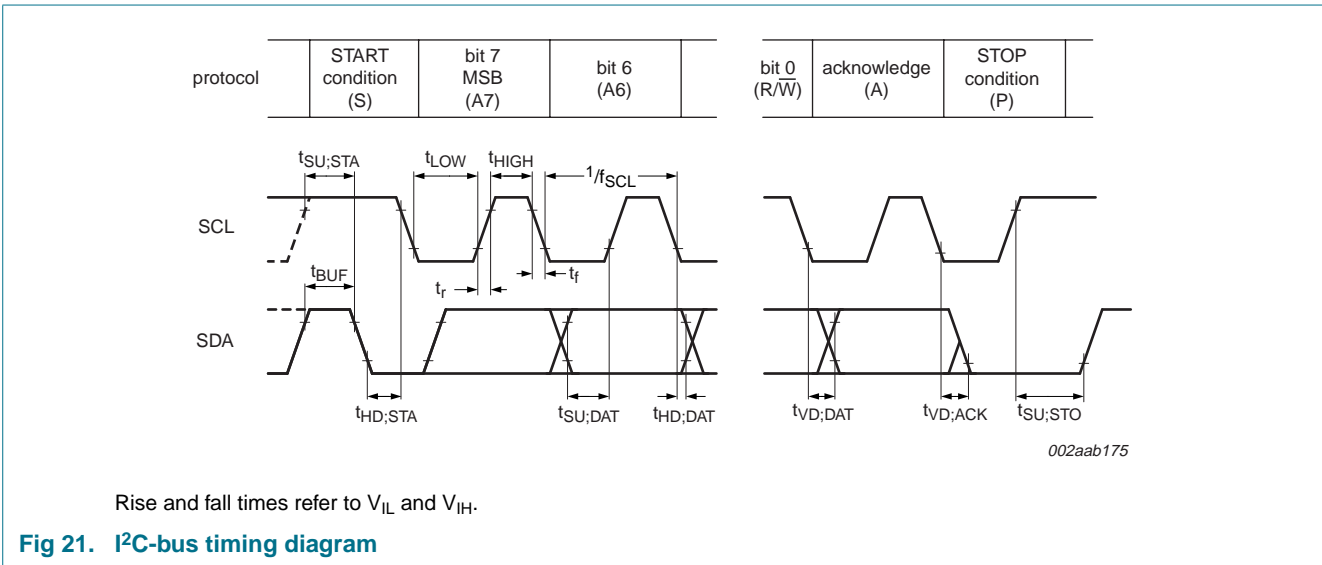 protocol
START
condition
(S)
bit 7
MSB
(A7)
bit 6
(A6)
bit 0
(R/W̅)
acknowledge
(A)
STOP
condition
(P)
tSU;STA
tLOW
tHIGH
1/fSCL
SCL
tBUF
tr
tf
SDA
tHD;STA
tSU;DAT
tHD;DAT
tVD;DAT
tVD;ACK
tSU;STO
002aab175
Rise and fall times refer to VIL and VIH.
Fig 21. I²C-bus timing diagram